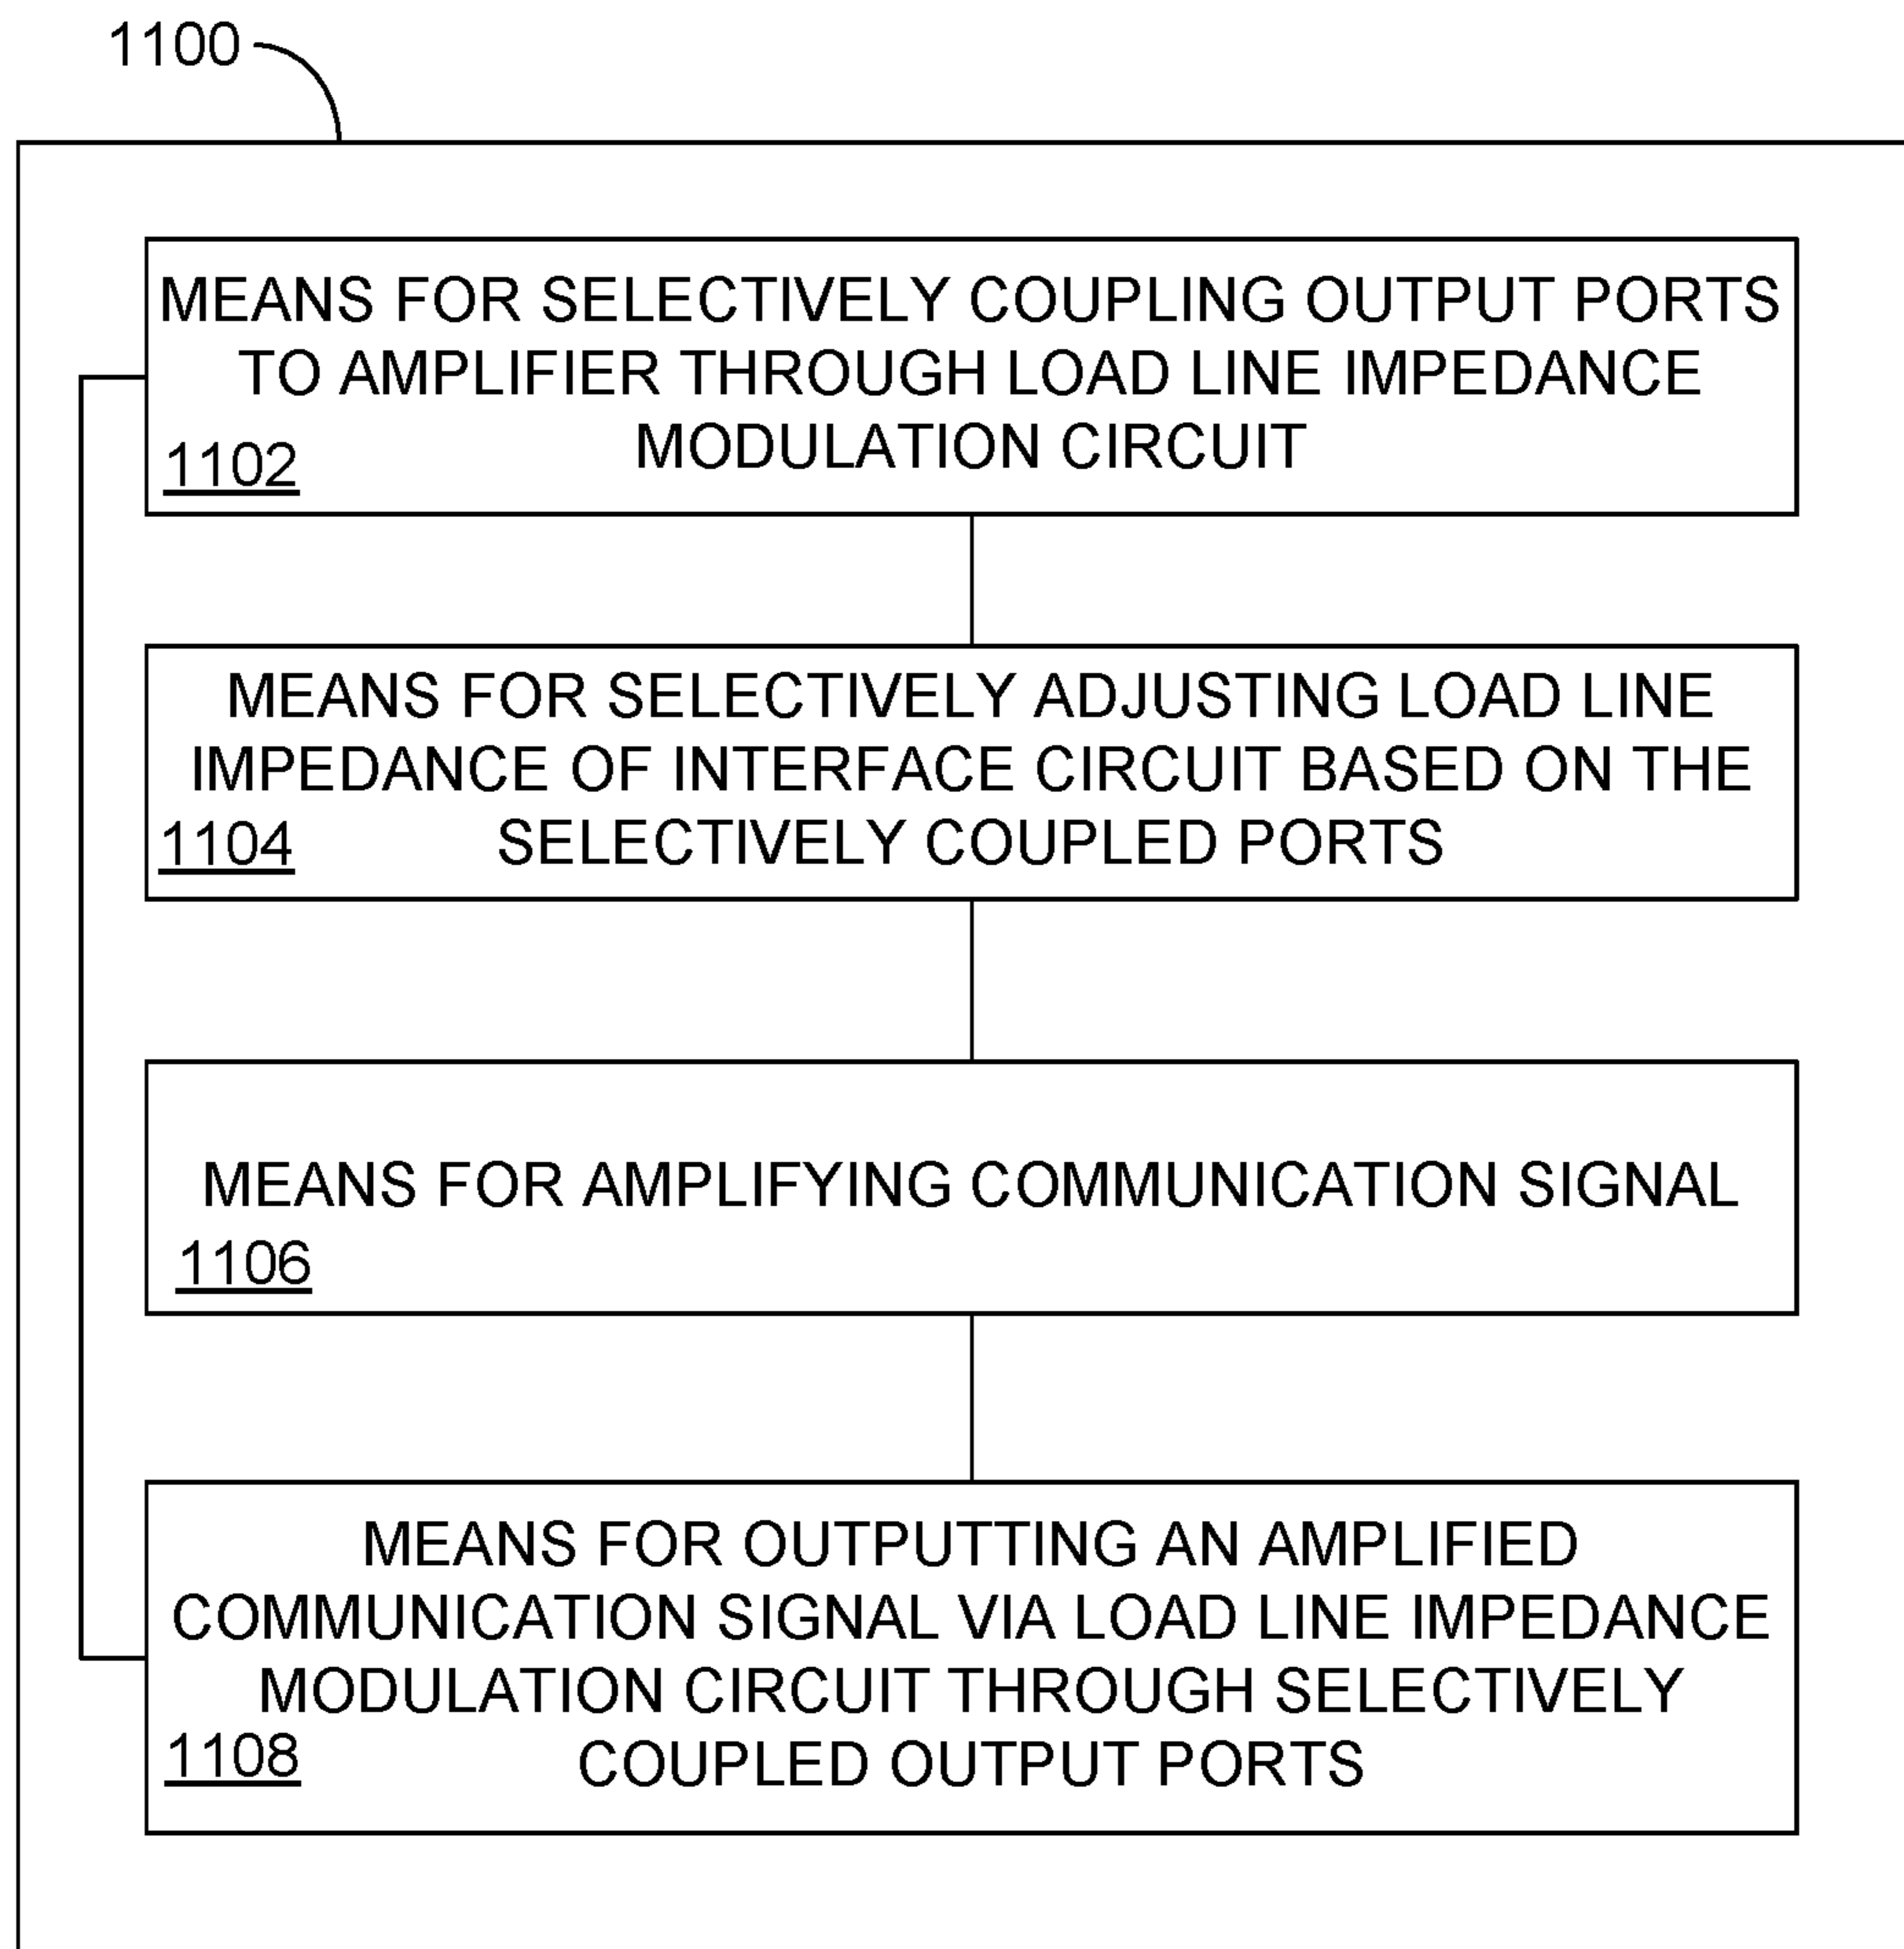 1100
MEANS FOR SELECTIVELY COUPLING OUTPUT PORTS
TO AMPLIFIER THROUGH LOAD LINE IMPEDANCE
MODULATION CIRCUIT
1102
MEANS FOR SELECTIVELY ADJUSTING LOAD LINE
IMPEDANCE OF INTERFACE CIRCUIT BASED ON THE
SELECTIVELY COUPLED PORTS
1104
MEANS FOR AMPLIFYING COMMUNICATION SIGNAL
1106
MEANS FOR OUTPUTTING AN AMPLIFIED
COMMUNICATION SIGNAL VIA LOAD LINE IMPEDANCE
MODULATION CIRCUIT THROUGH SELECTIVELY
COUPLED OUTPUT PORTS
1108